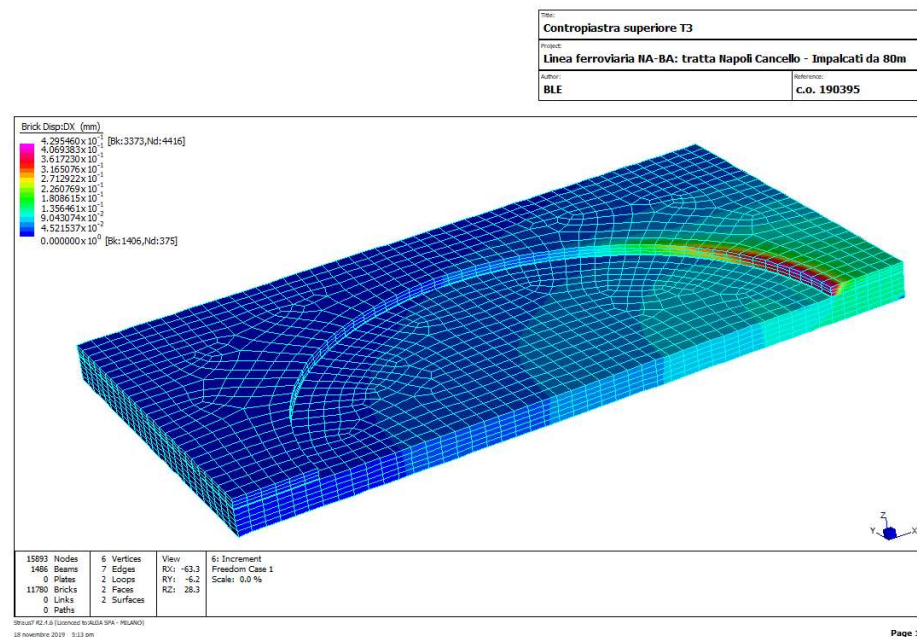 Title:
Contropiastra superiore T3
Project:
Linea ferroviaria NA-BA: tratta Napoli Cancello - Impalcati da 80m
Author:
BLE
Reference:
c.o. 190395
Brick Disp:DX (mm)
4.295460x10⁻¹ [Bk:3373,Nd:4416]
4.069383x10⁻¹
3.617230x10⁻¹
3.165076x10⁻¹
2.712922x10⁻¹
2.260769x10⁻¹
1.808615x10⁻¹
1.356461x10⁻¹
9.043074x10⁻²
4.521537x10⁻²
0.000000x10⁰ [Bk:1406,Nd:375]
Z
Y
X
15893 Nodes
1486 Beams
0 Plates
11780 Bricks
0 Links
0 Paths
6 Vertices
7 Edges
2 Loops
2 Faces
2 Surfaces
View
RX: -63.3
RY: -6.2
RZ: 28.3
6: Increment
Freedom Case 1
Scale: 0.0 %
Straus7 R2.4.6 [Licenced to:ALGA SPA - MILANO]
18 novembre 2019 5:13 pm
Page 1